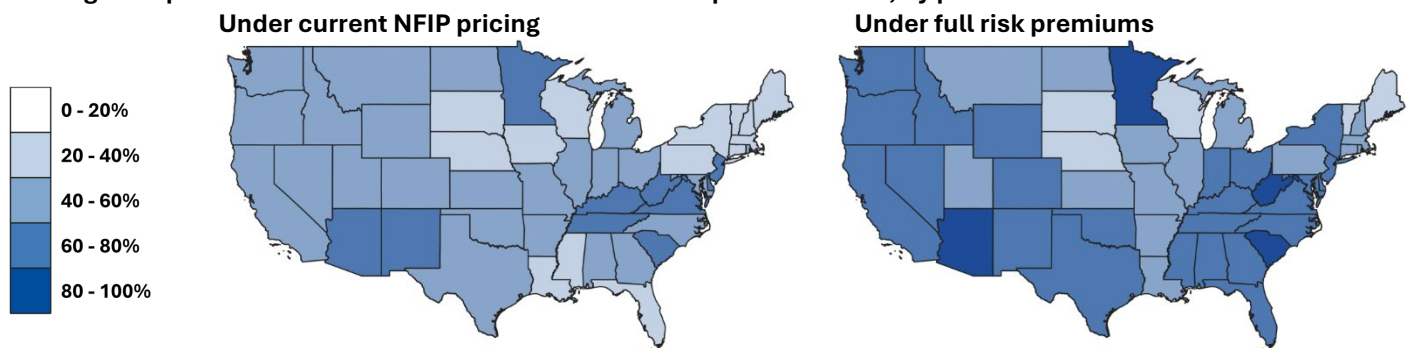 Under current NFIP pricing
Under full risk premiums
0 - 20%
20 - 40%
40 - 60%
60 - 80%
80 - 100%